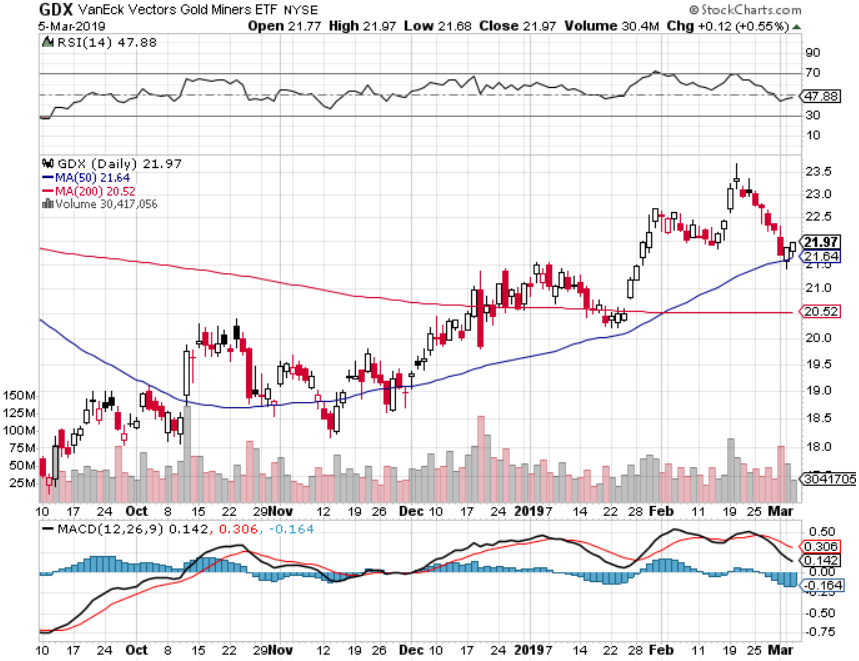 GDX VanEck Vectors Gold Miners ETF NYSE © StockCharts.com
5-Mar-2019 Open 21.77 High 21.97 Low 21.68 Close 21.97 Volume 30.4M Chg +0.12 (+0.55%)
RSI(14) 47.88
90
70
47.88
30
10
GDX (Daily) 21.97
MA(50) 21.64
MA(200) 20.52
Volume 30,417,056
23.5
23.0
22.5
21.97
21.64
21.5
21.0
20.52
20.0
19.5
19.0
18.5
18.0
150M
125M
100M
75M
50M
25M
3041705
10 17 24 Oct 8 15 22 29 Nov 12 19 26 Dec 10 17 24 2019 7 14 22 28 Feb 11 19 25 Mar
MACD(12,26,9) 0.142, 0.306, -0.164
0.50
0.306
0.142
0.00
-0.164
-0.25
-0.50
-0.75
10 17 24 Oct 8 15 22 29 Nov 12 19 26 Dec 10 17 24 2019 7 14 22 28 Feb 11 19 25 Mar